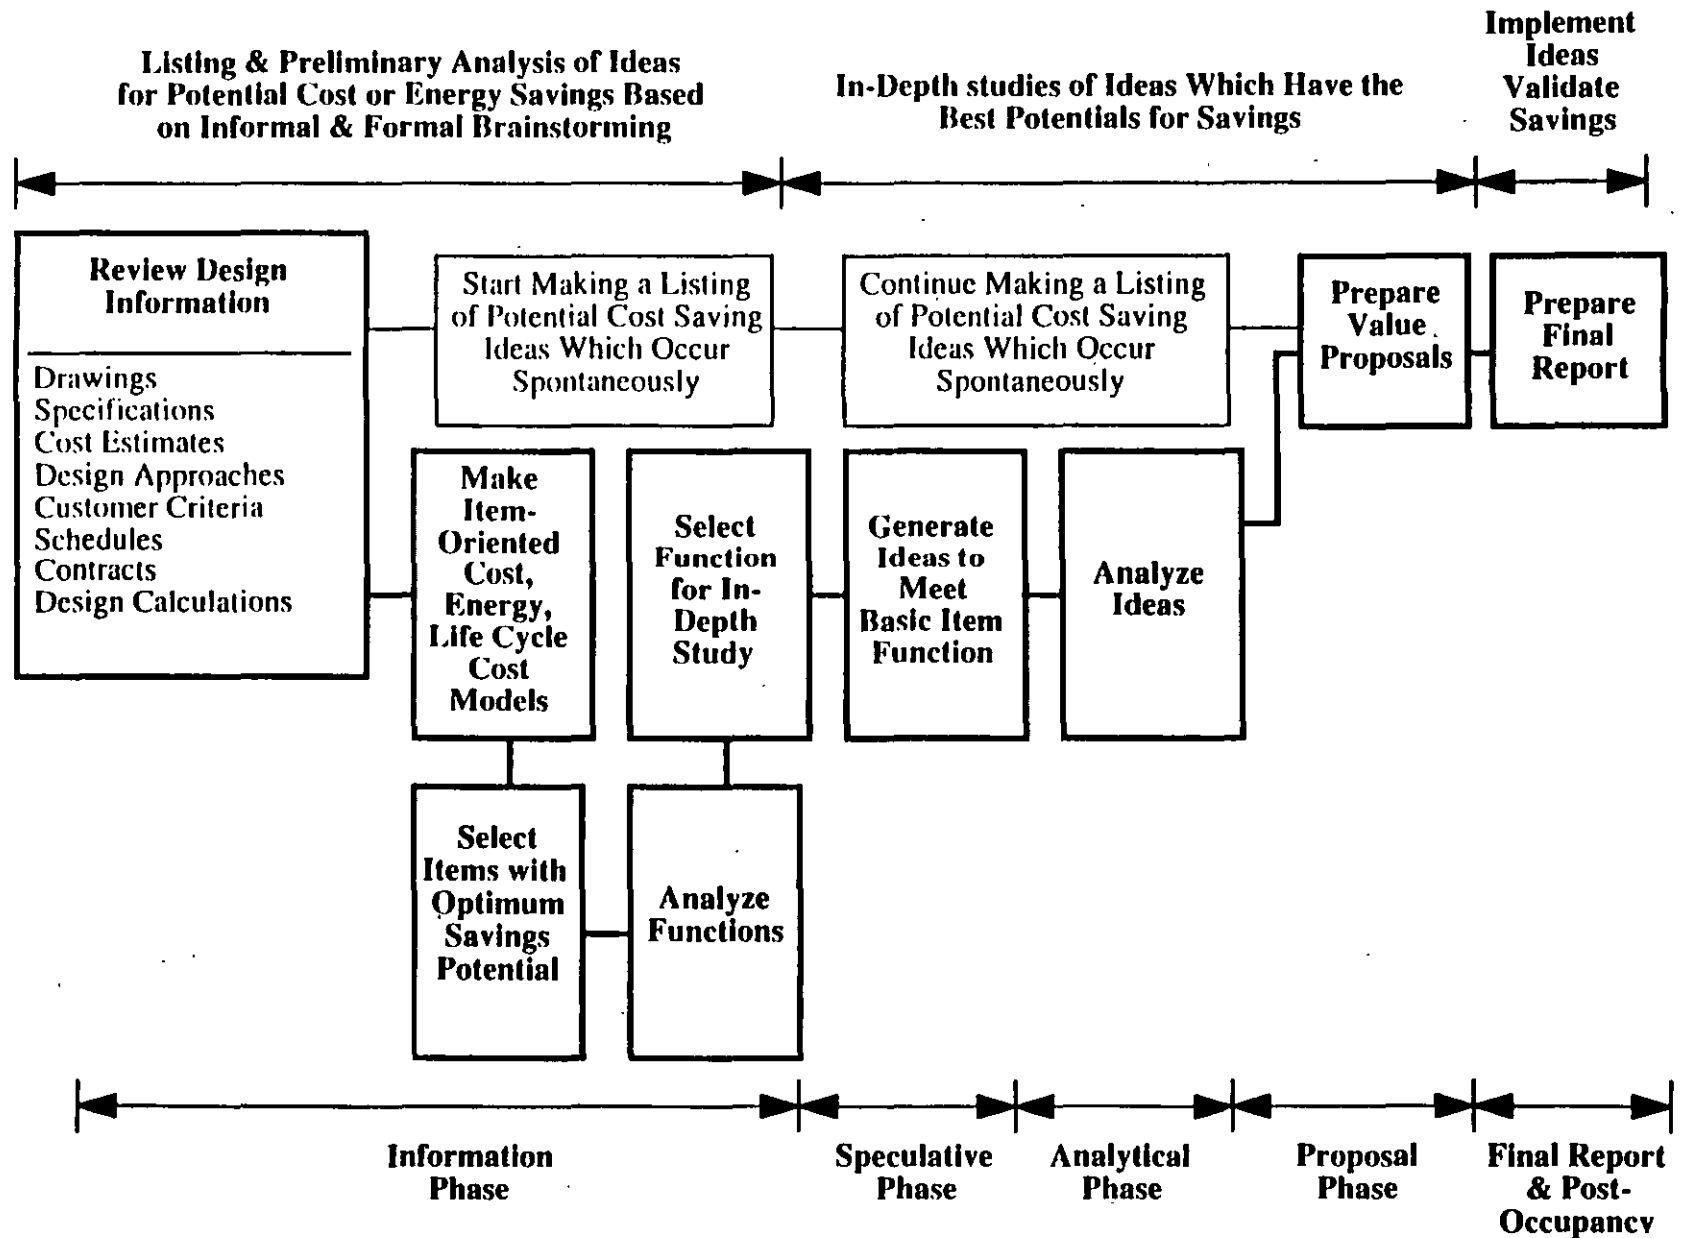 Listing & Preliminary Analysis of Ideas
for Potential Cost or Energy Savings Based
on Informal & Formal Brainstorming
In-Depth studies of Ideas Which Have the
Best Potentials for Savings
Implement
Ideas
Validate
Savings
Review Design
Information
Drawings
Specifications
Cost Estimates
Design Approaches
Customer Criteria
Schedules
Contracts
Design Calculations
Start Making a Listing
of Potential Cost Saving
Ideas Which Occur
Spontaneously
Continue Making a Listing
of Potential Cost Saving
Ideas Which Occur
Spontaneously
Prepare
Value
Proposals
Prepare
Final
Report
Make
Item-
Oriented
Cost,
Energy,
Life Cycle
Cost
Models
Select
Function
for In-
Depth
Study
Generate
Ideas to
Meet
Basic Item
Function
Analyze
Ideas
Select
Items with
Optimum
Savings
Potential
Analyze
Functions
Information
Phase
Speculative
Phase
Analytical
Phase
Proposal
Phase
Final Report
& Post-
Occupancy